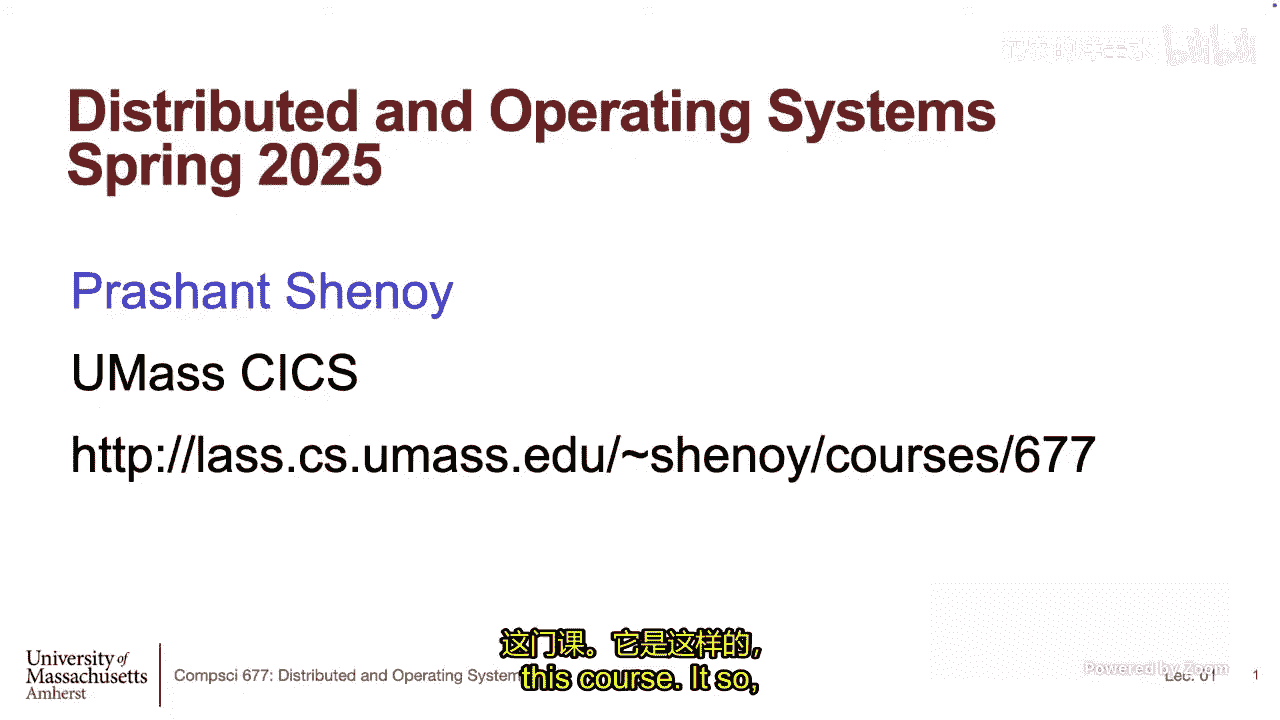 Distributed and Operating Systems
Spring 2025
Prashant Shenoy
UMass CICS
http://lass.cs.umass.edu/~shenoy/courses/677
这门课。它是这样的,
this course. It so,
University of
Massachusetts
Amherst
Compsci 677: Distributed and Operating System
Powered by Zoom
Lec. 01
1